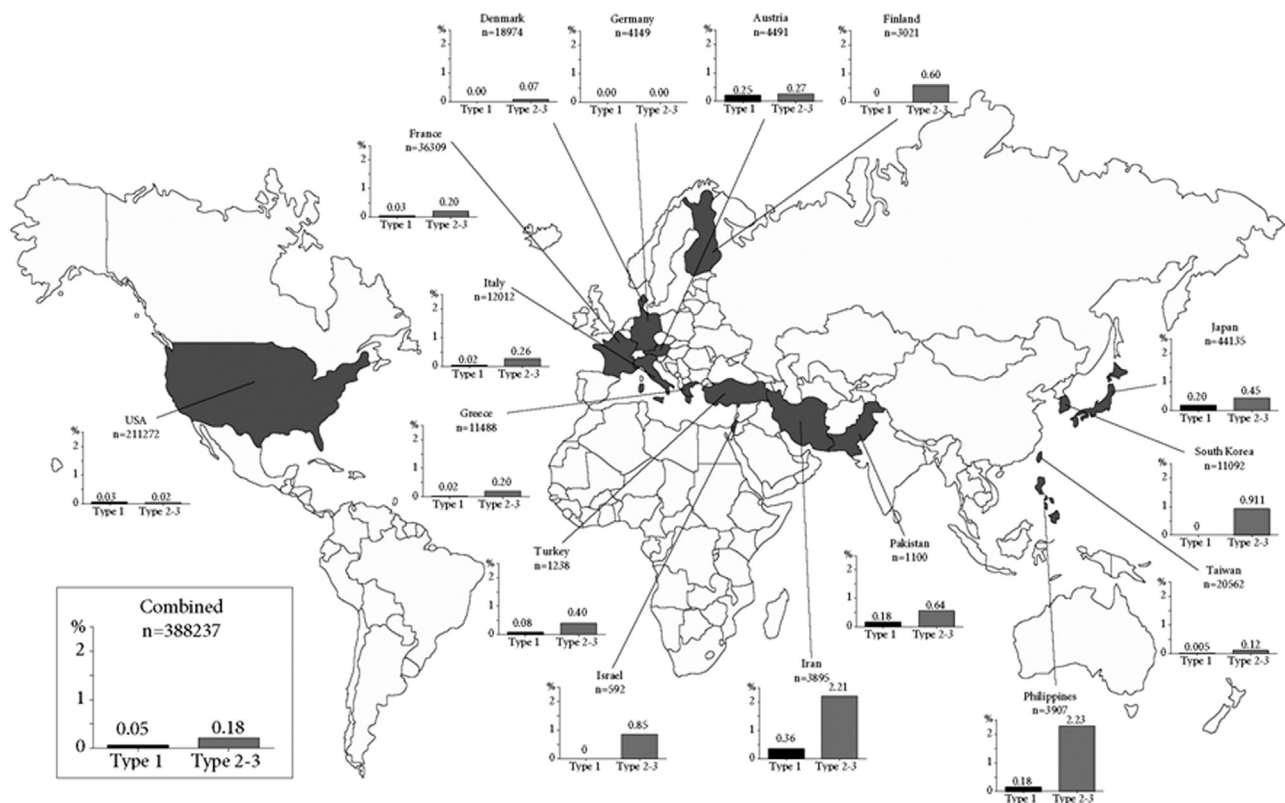 Denmark
n=18974
%
2
1
0
0.00 0.07
Type 1 Type 2-3
Germany
n=4149
%
2
1
0
0.00 0.00
Type 1 Type 2-3
Austria
n=4491
%
2
1
0
0.25 0.27
Type 1 Type 2-3
Finland
n=3021
%
2
1
0
0 0.60
Type 1 Type 2-3
France
n=36309
%
2
1
0
0.03 0.20
Type 1 Type 2-3
Italy
n=12012
%
2
1
0
0.02 0.26
Type 1 Type 2-3
Japan
n=44135
%
2
1
0
0.20 0.45
Type 1 Type 2-3
USA
n=211272
%
2
1
0
0.03 0.02
Type 1 Type 2-3
Greece
n=11488
%
2
1
0
0.02 0.20
Type 1 Type 2-3
South Korea
n=11092
%
2
1
0
0 0.911
Type 1 Type 2-3
Turkey
n=1238
%
2
1
0
0.08 0.40
Type 1 Type 2-3
Pakistan
n=1100
%
2
1
0
0.18 0.64
Type 1 Type 2-3
Taiwan
n=20562
%
2
1
0
0.005 0.12
Type 1 Type 2-3
Combined
n=388237
%
2
1
0
0.05 0.18
Type 1 Type 2-3
Israel
n=592
%
2
1
0
0 0.85
Type 1 Type 2-3
Iran
n=3895
%
2
1
0
0.36 2.21
Type 1 Type 2-3
Philippines
n=3907
%
2
1
0
0.18 2.23
Type 1 Type 2-3